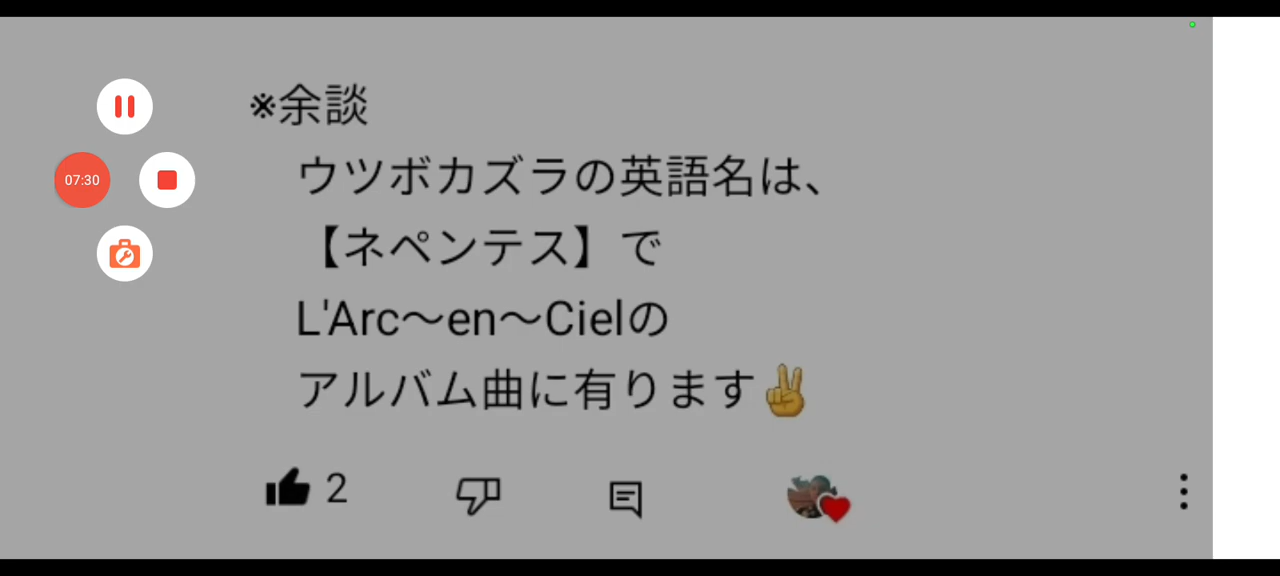 07:30
※余談
ウツボカズラの英語名は、
【ネペンテス】で
L'Arc〜en〜Cielの
アルバム曲に有ります✌
2